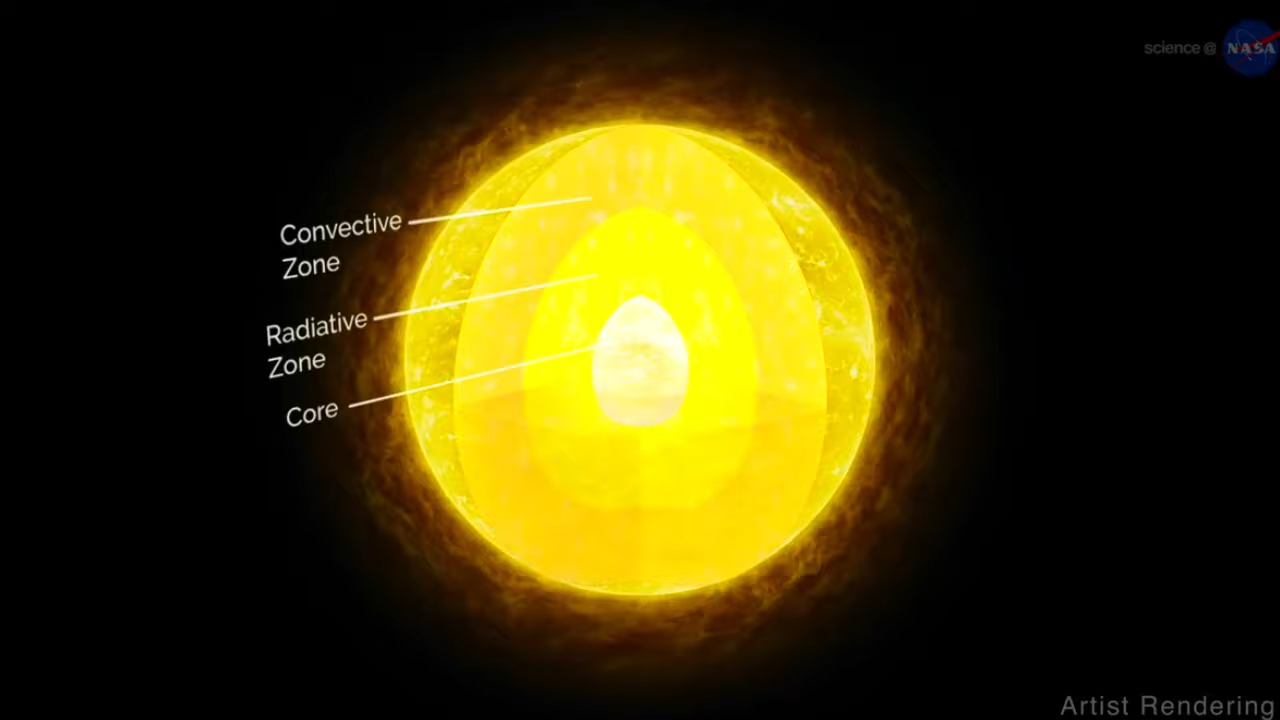 science @ NASA
Convective
Zone
Radiative
Zone
Core
Artist Rendering